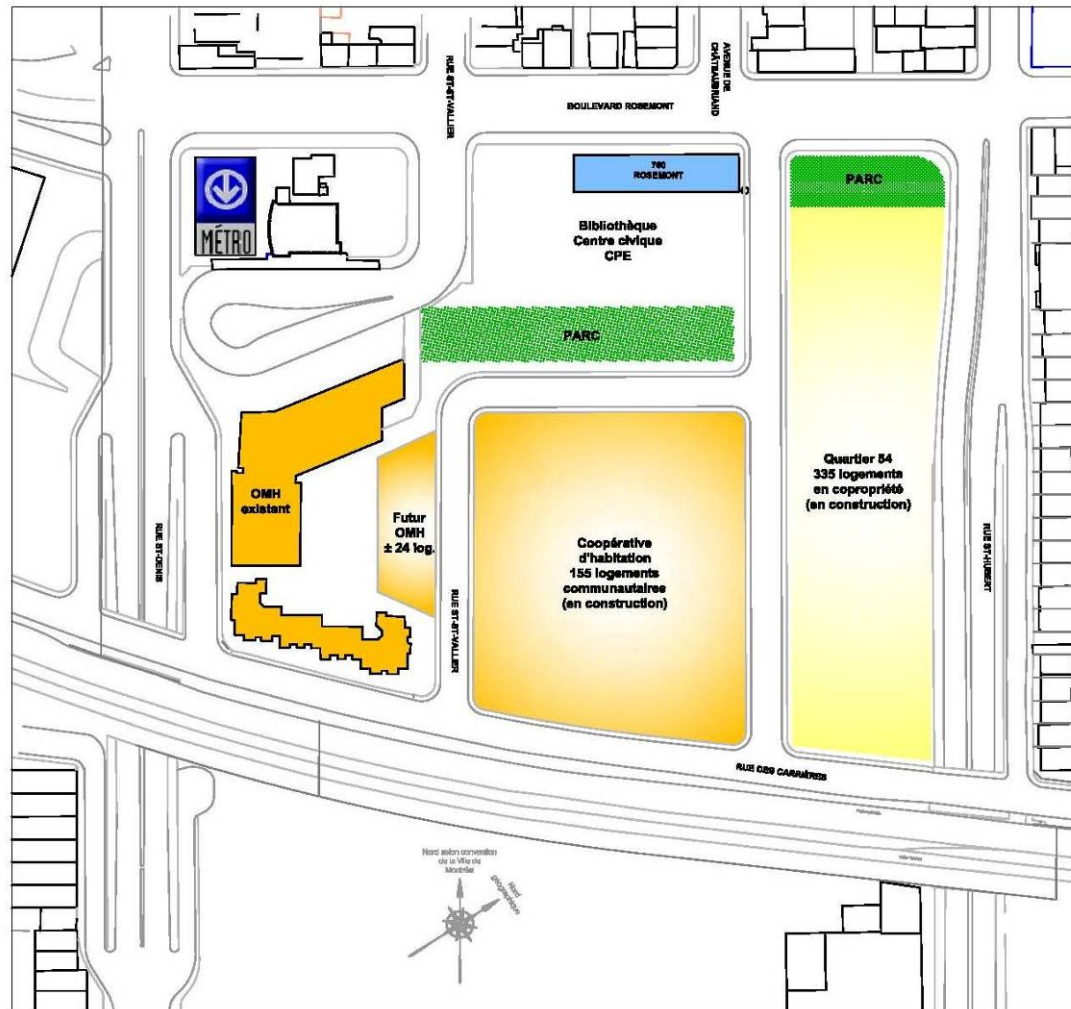 RUE ST-ST-VALLIER
AVENUE DE
CHÂTEAUBRIAND
BOULEVARD ROSEMONT
MÉTRO
760
ROSEMONT
PARC
Bibliothèque
Centre civique
CPE
PARC
OMH
existant
Futur
OMH
± 24 log.
Coopérative
d'habitation
155 logements
communautaires
(en construction)
Quartier 54
335 logements
en copropriété
(en construction)
RUE ST-DENIS
RUE ST-ST-VALLIER
RUE ST-HUBERT
RUE DES CARRIÈRES
Nord selon convention
de la Ville de
Montréal
Nord
géographique